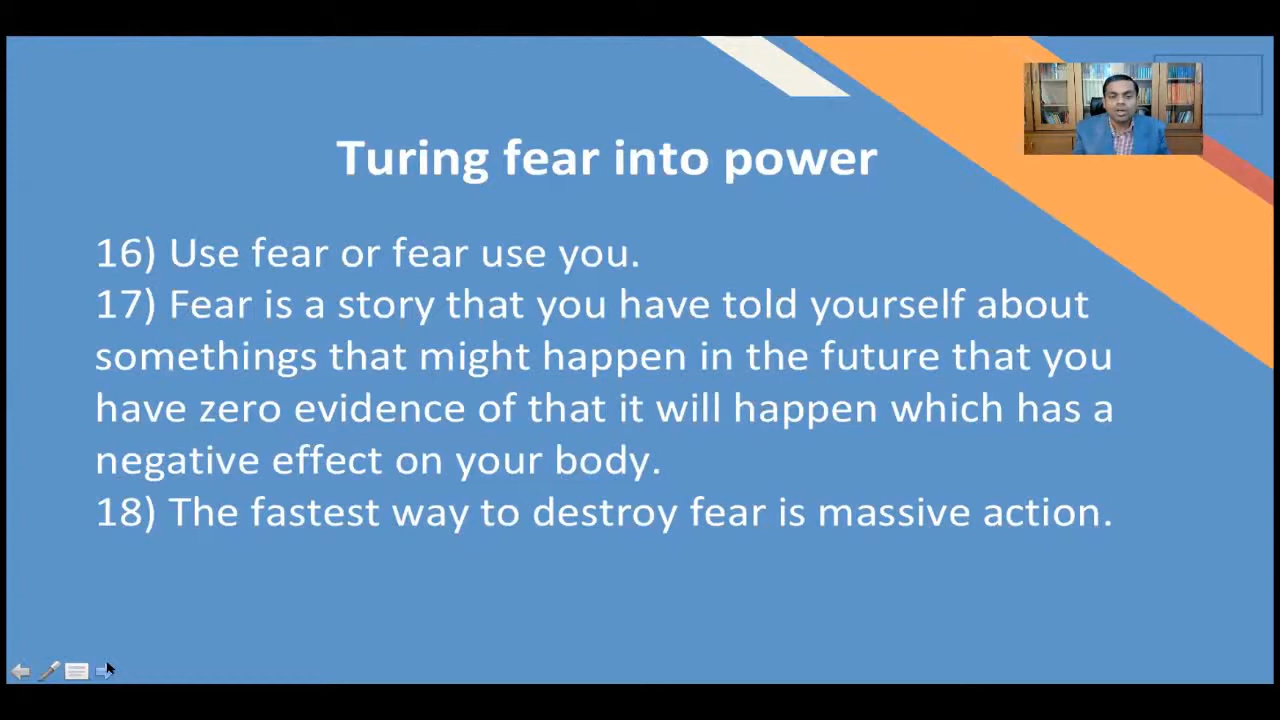 Turing fear into power
16) Use fear or fear use you.
17) Fear is a story that you have told yourself about
somethings that might happen in the future that you
have zero evidence of that it will happen which has a
negative effect on your body.
18) The fastest way to destroy fear is massive action.